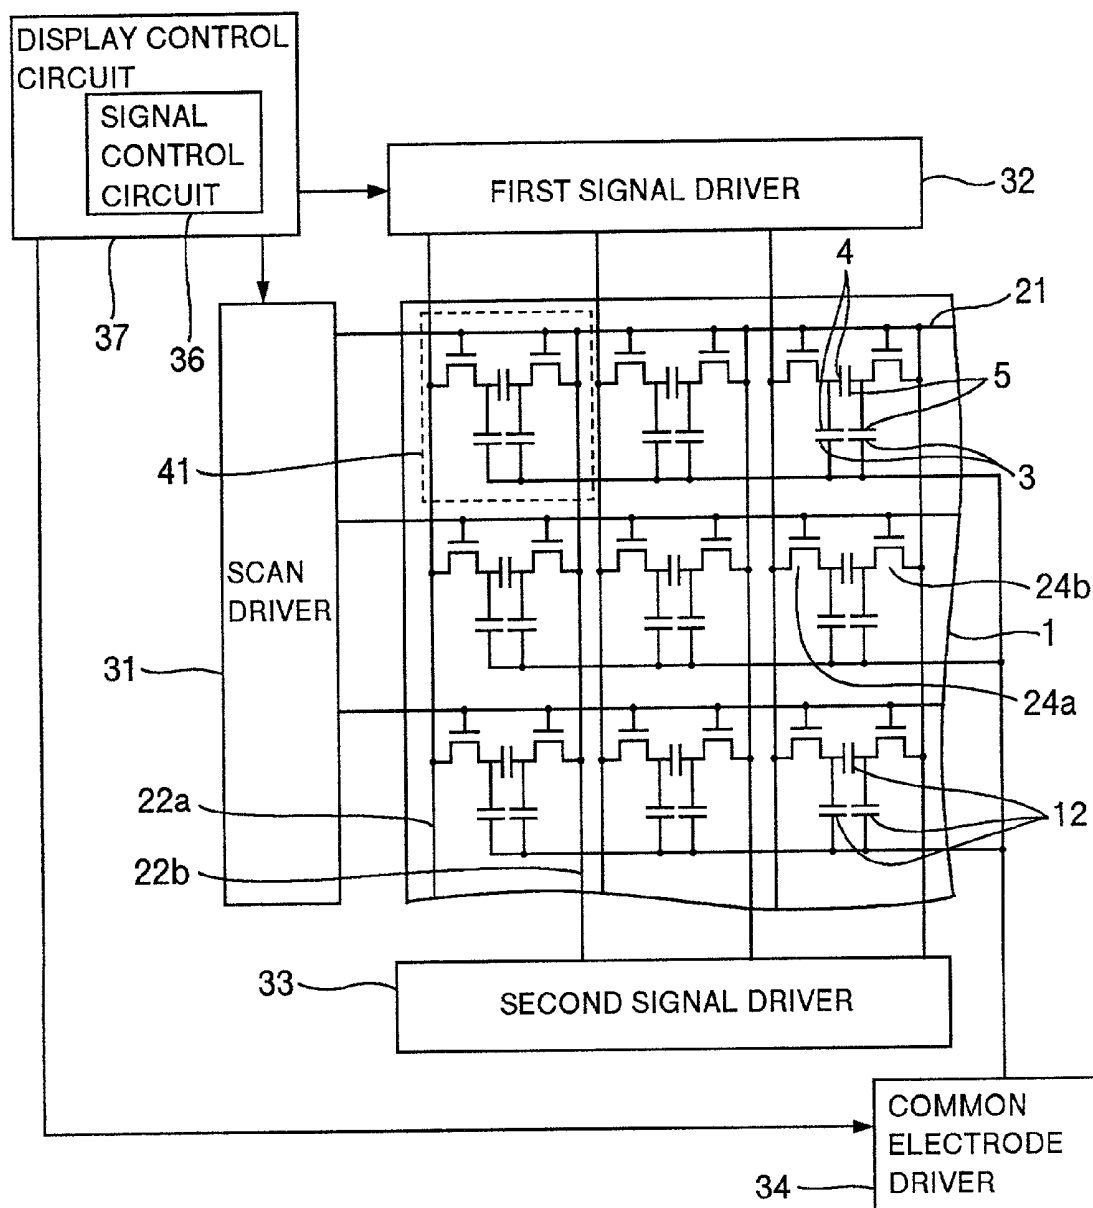 DISPLAY CONTROL
CIRCUIT
SIGNAL
CONTROL
CIRCUIT
FIRST SIGNAL DRIVER
32
4
21
37
36
5
41
3
SCAN
DRIVER
24b
1
31
24a
22a
12
22b
33
SECOND SIGNAL DRIVER
COMMON
ELECTRODE
DRIVER
34